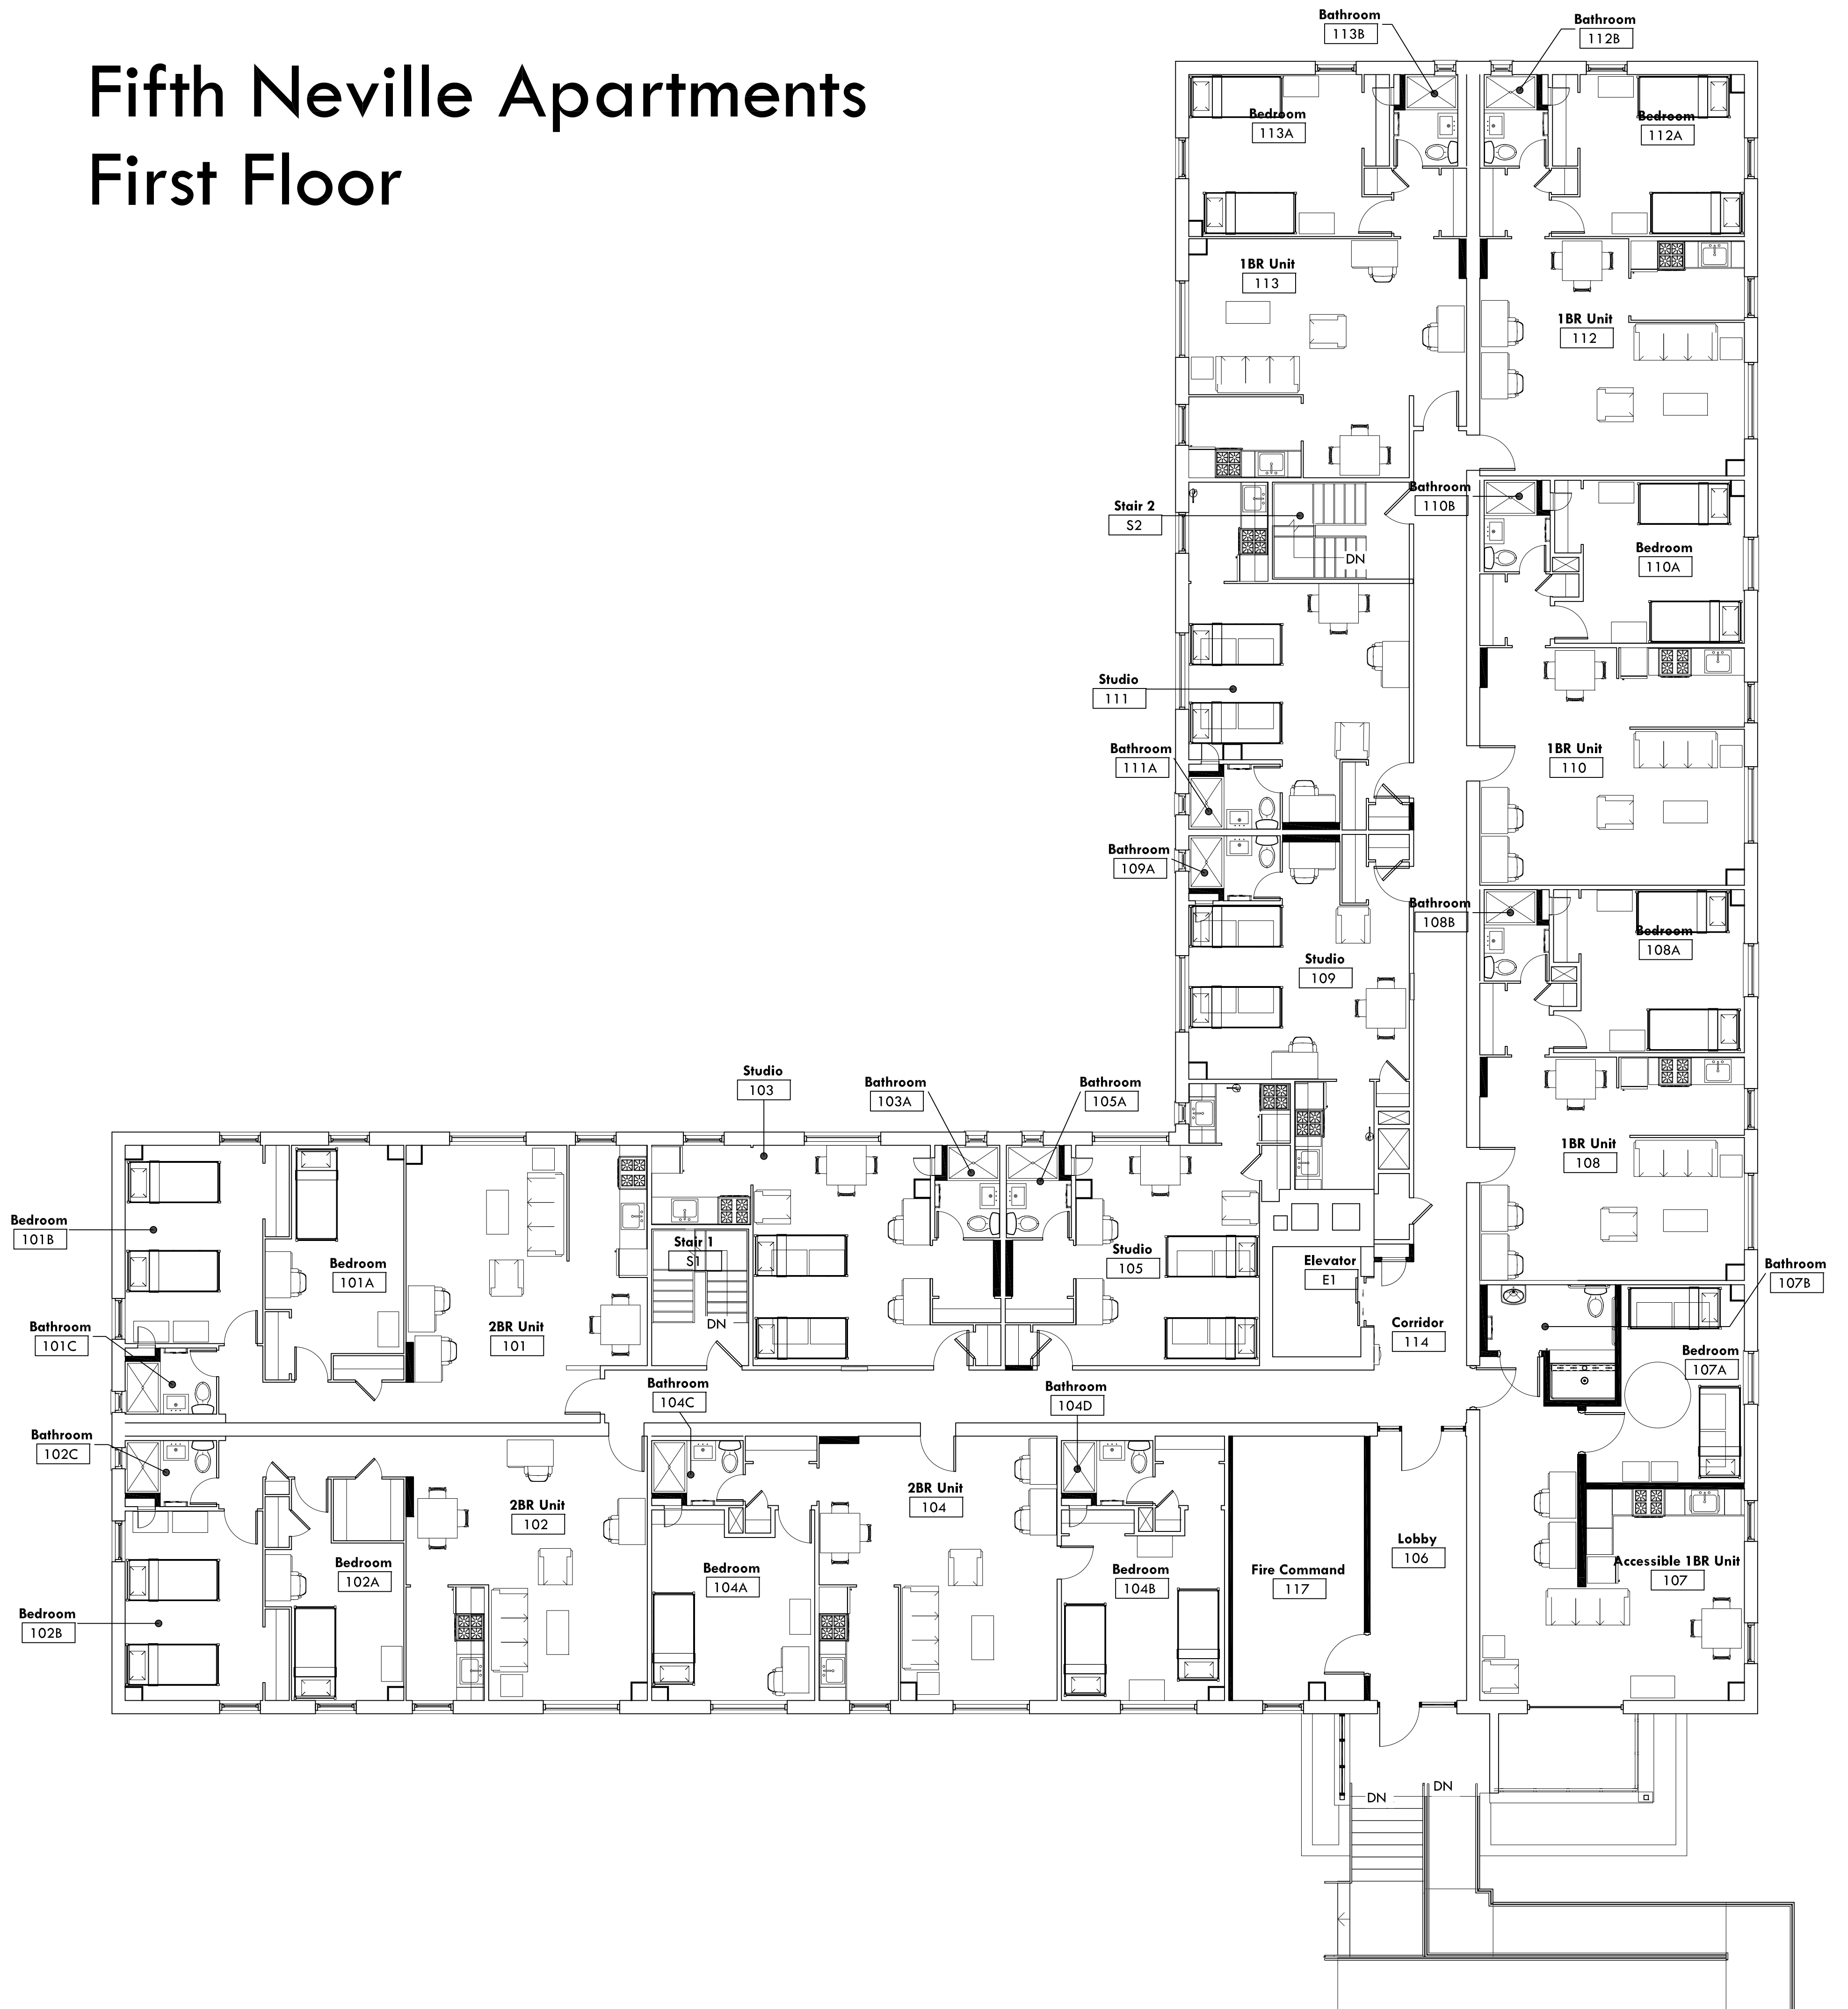 Fifth Neville Apartments
First Floor
Bathroom
113B
Bathroom
112B
Bedroom
113A
Bedroom
112A
1BR Unit
113
1BR Unit
112
Stair 2
S2
DN
Bathroom
110B
Bedroom
110A
Studio
111
Bathroom
111A
1BR Unit
110
Bathroom
109A
Bathroom
108B
Bedroom
108A
Studio
109
Studio
103
Bathroom
103A
Bathroom
105A
1BR Unit
108
Bedroom
101B
Bedroom
101A
Stair 1
S1
DN
Studio
105
Elevator
E1
Bathroom
107B
Bathroom
101C
2BR Unit
101
Corridor
114
Bedroom
107A
Bathroom
104C
Bathroom
104D
Bathroom
102C
2BR Unit
102
2BR Unit
104
Bedroom
102A
Bedroom
104A
Bedroom
104B
Fire Command
117
Lobby
106
Accessible 1BR Unit
107
Bedroom
102B
DN
DN